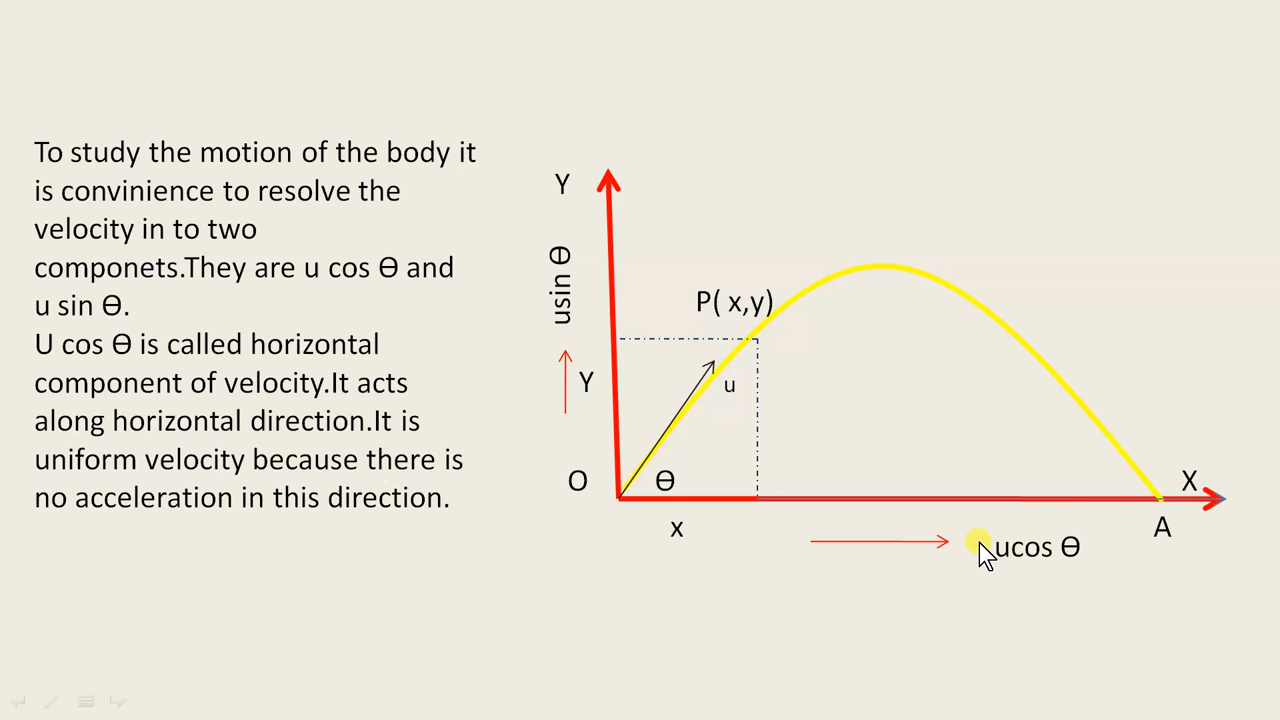 To study the motion of the body it
is convinience to resolve the
velocity in to two
componets.They are u cos Ɵ and
u sin Ɵ.
U cos Ɵ is called horizontal
component of velocity.It acts
along horizontal direction.It is
uniform velocity because there is
no acceleration in this direction.
Y
usin Ɵ
P( x,y)
Y
u
O
Ɵ
X
x
A
ucos Ɵ